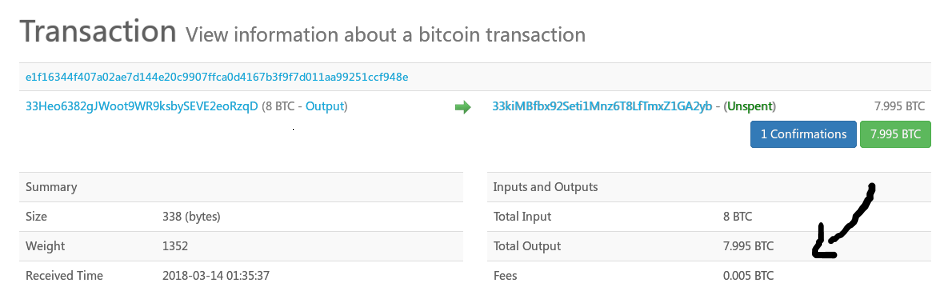 Transaction View information about a bitcoin transaction
e1f16344f407a02ae7d144e20c9907ffca0d4167b3f9f7d011aa99251ccf948e
33Heo6382gJWoot9WR9ksbySEVE2eoRzqD (8 BTC - Output) 33kiMBfbx92Seti1Mnz6T8LfTmxZ1GA2yb - (Unspent) 7.995 BTC
1 Confirmations 7.995 BTC
Summary
Size 338 (bytes)
Weight 1352
Received Time 2018-03-14 01:35:37
Inputs and Outputs
Total Input 8 BTC
Total Output 7.995 BTC
Fees 0.005 BTC